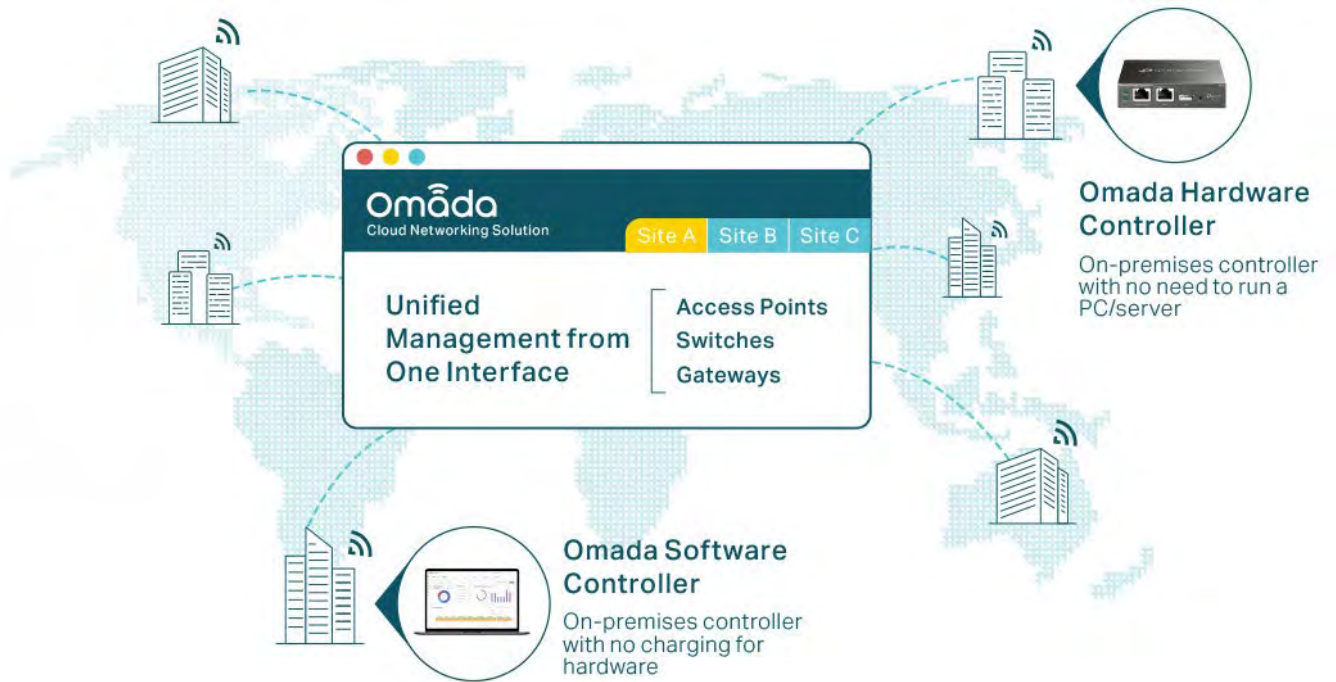 Omada
Cloud Networking Solution
Site A
Site B
Site C
Unified
Management from
One Interface
Access Points
Switches
Gateways
Omada Hardware
Controller
On-premises controller
with no need to run a
PC/server
Omada Software
Controller
On-premises controller
with no charging for
hardware